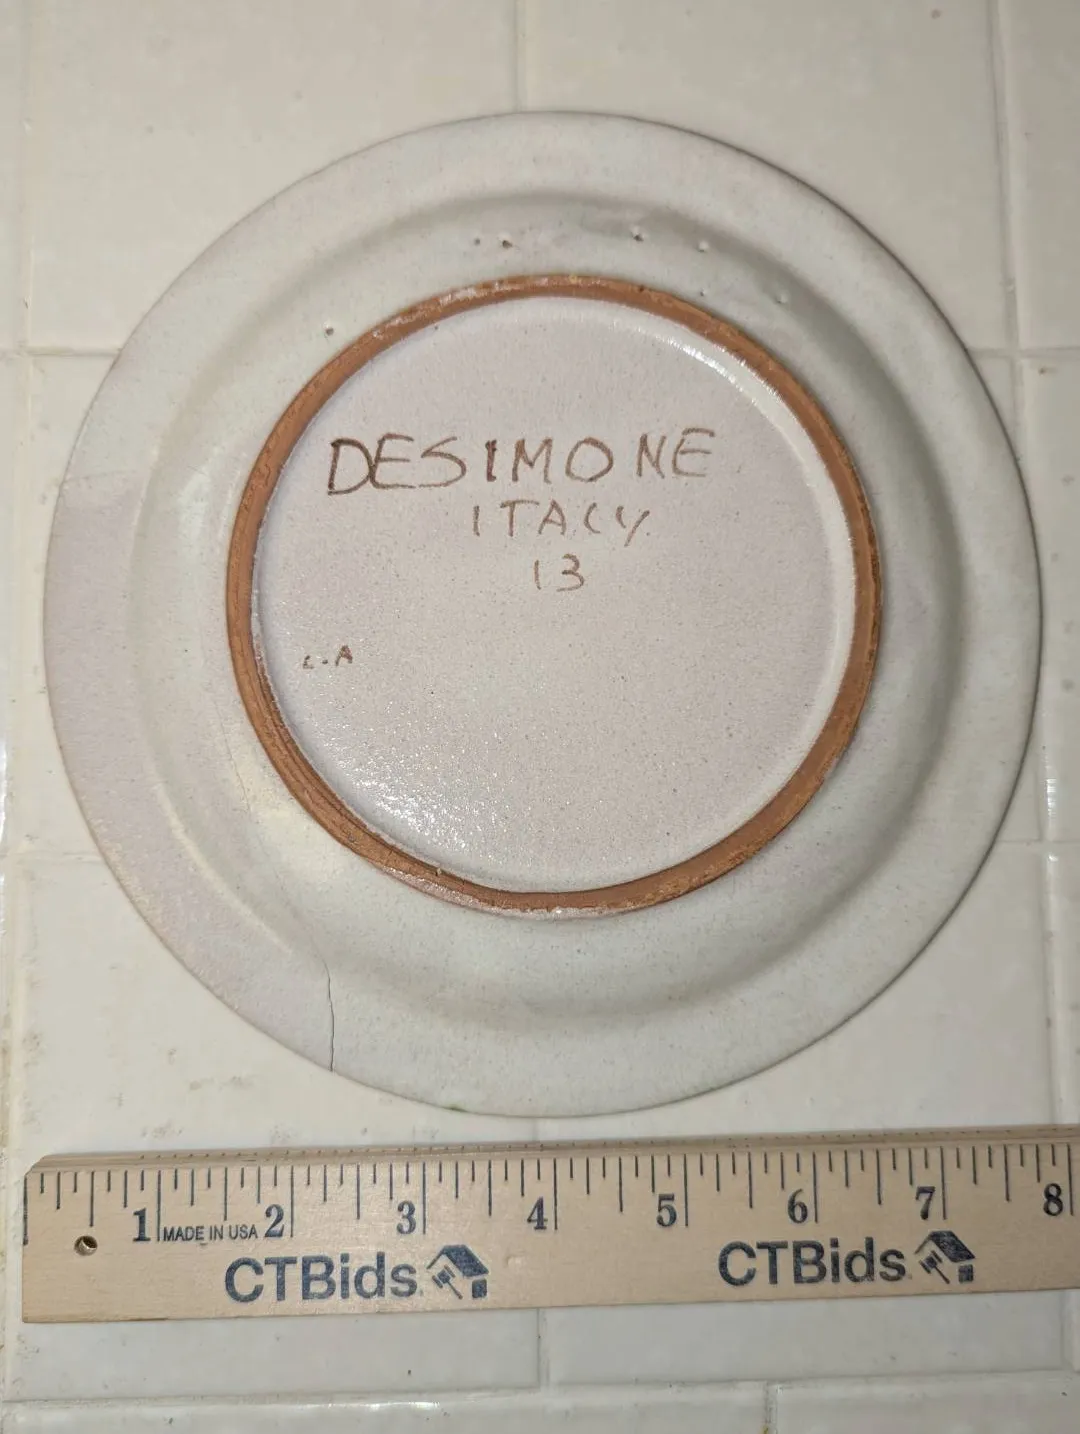 DESIMONE
ITALY
13
L.A
1 MADE IN USA 2 3 4 5 6 7 8
CTBids. CTBids.